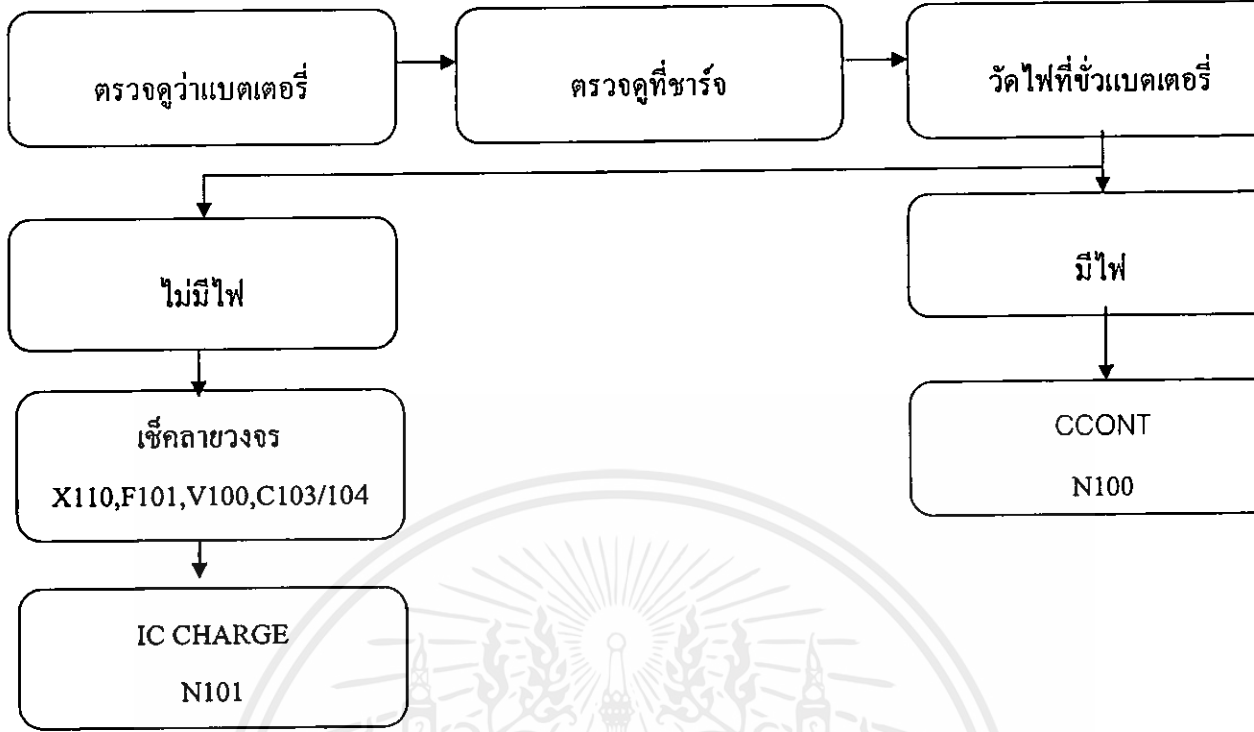 ตรวจดูว่าแบตเตอรี่
ตรวจดูที่ชาร์จ
วัดไฟที่ขั่วแบตเตอรี่
ไม่มีไฟ
มีไฟ
เช็คลายวงจร
X110,F101,V100,C103/104
CCONT
N100
IC CHARGE
N101